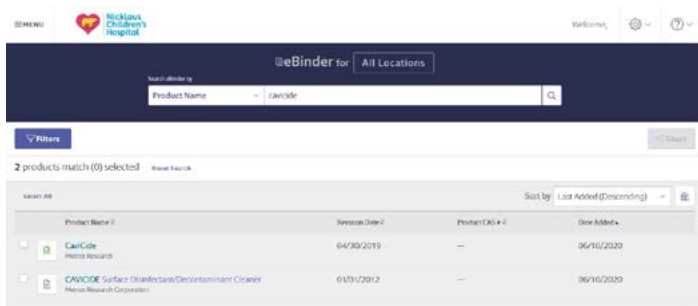 MENU
Nicklaus
Children's
Hospital
Welcome,
eBinder for All Locations
Search eBinder by
Product Name cavicide
Filters
Share
2 products match (0) selected Reset Search
Select All
Sort by Last Added (Descending)
Product Name Revision Date Product CAS # Date Added
CaviCide 04/30/2019 — 06/10/2020
Metrex Research
CAVICIDE Surface Disinfectant/Decontaminant Cleaner 01/01/2012 — 06/10/2020
Metrex Research Corporation